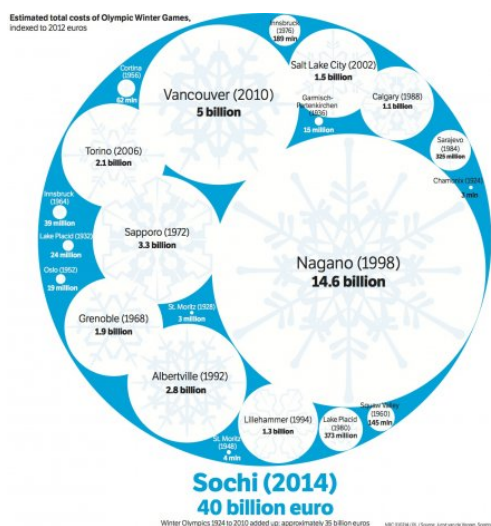 Estimated total costs of Olympic Winter Games,
indexed to 2012 euros
Innsbruck
(1976)
189 mln
Salt Lake City (2002)
1.5 billion
Cortina
(1956)
62 mln
Vancouver (2010)
5 billion
Calgary (1988)
1.1 billion
Garmisch-
Partenkirchen
(1936)
15 million
Torino (2006)
2.1 billion
Sarajevo
(1984)
325 million
Chamonix (1924)
3 mln
Innsbruck
(1964)
39 million
Sapporo (1972)
3.3 billion
Lake Placid (1932)
24 million
Nagano (1998)
14.6 billion
Oslo (1952)
19 million
St. Moritz (1928)
3 million
Grenoble (1968)
1.9 billion
Albertville (1992)
2.8 billion
Lillehammer (1994)
1.3 billion
Lake Placid
(1980)
373 million
Squaw Valley
(1960)
145 mln
St. Moritz
(1948)
4 mln
Sochi (2014)
40 billion euro
Winter Olympics 1924 to 2010 added up: approximately 35 billion euros